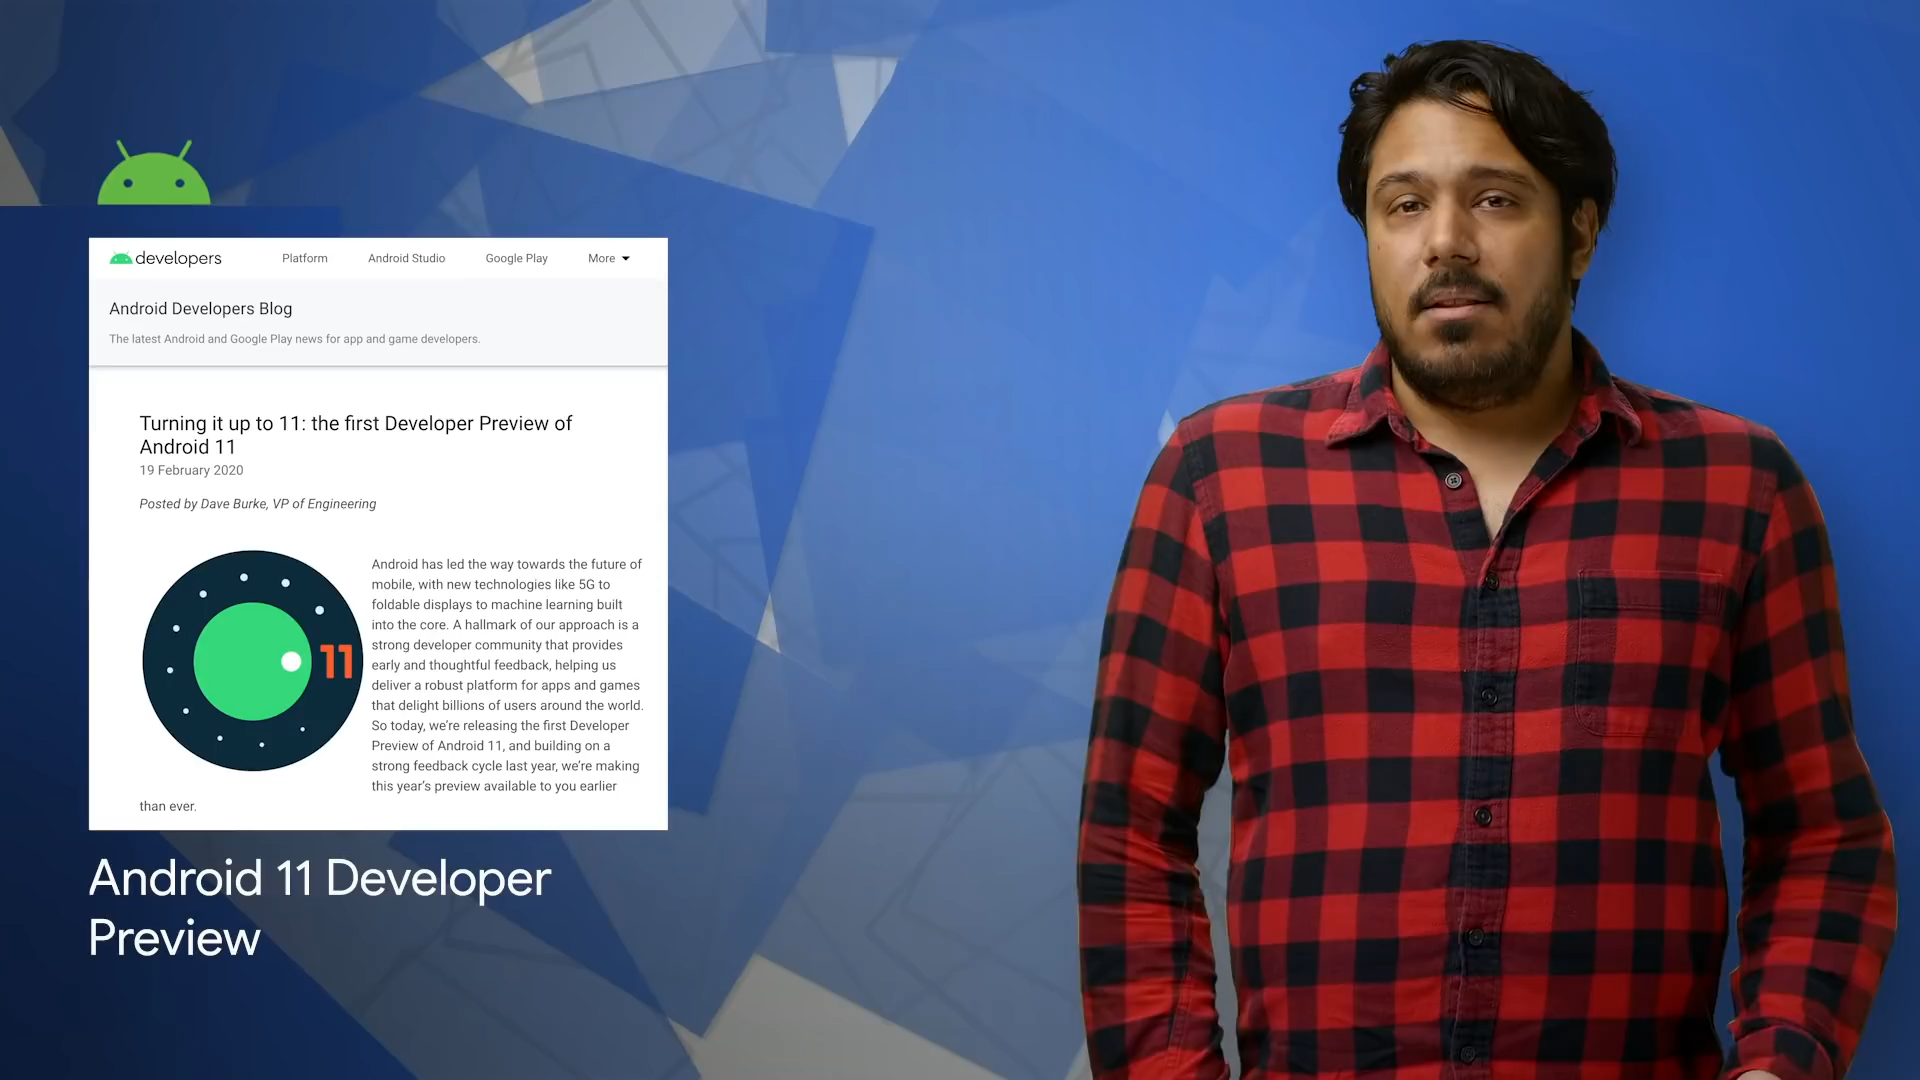 developers
Platform
Android Studio
Google Play
More
Android Developers Blog
The latest Android and Google Play news for app and game developers.
Turning it up to 11: the first Developer Preview of
Android 11
19 February 2020
Posted by Dave Burke, VP of Engineering
11
Android has led the way towards the future of
mobile, with new technologies like 5G to
foldable displays to machine learning built
into the core. A hallmark of our approach is a
strong developer community that provides
early and thoughtful feedback, helping us
deliver a robust platform for apps and games
that delight billions of users around the world.
So today, we’re releasing the first Developer
Preview of Android 11, and building on a
strong feedback cycle last year, we’re making
this year’s preview available to you earlier
than ever.
Android 11 Developer
Preview